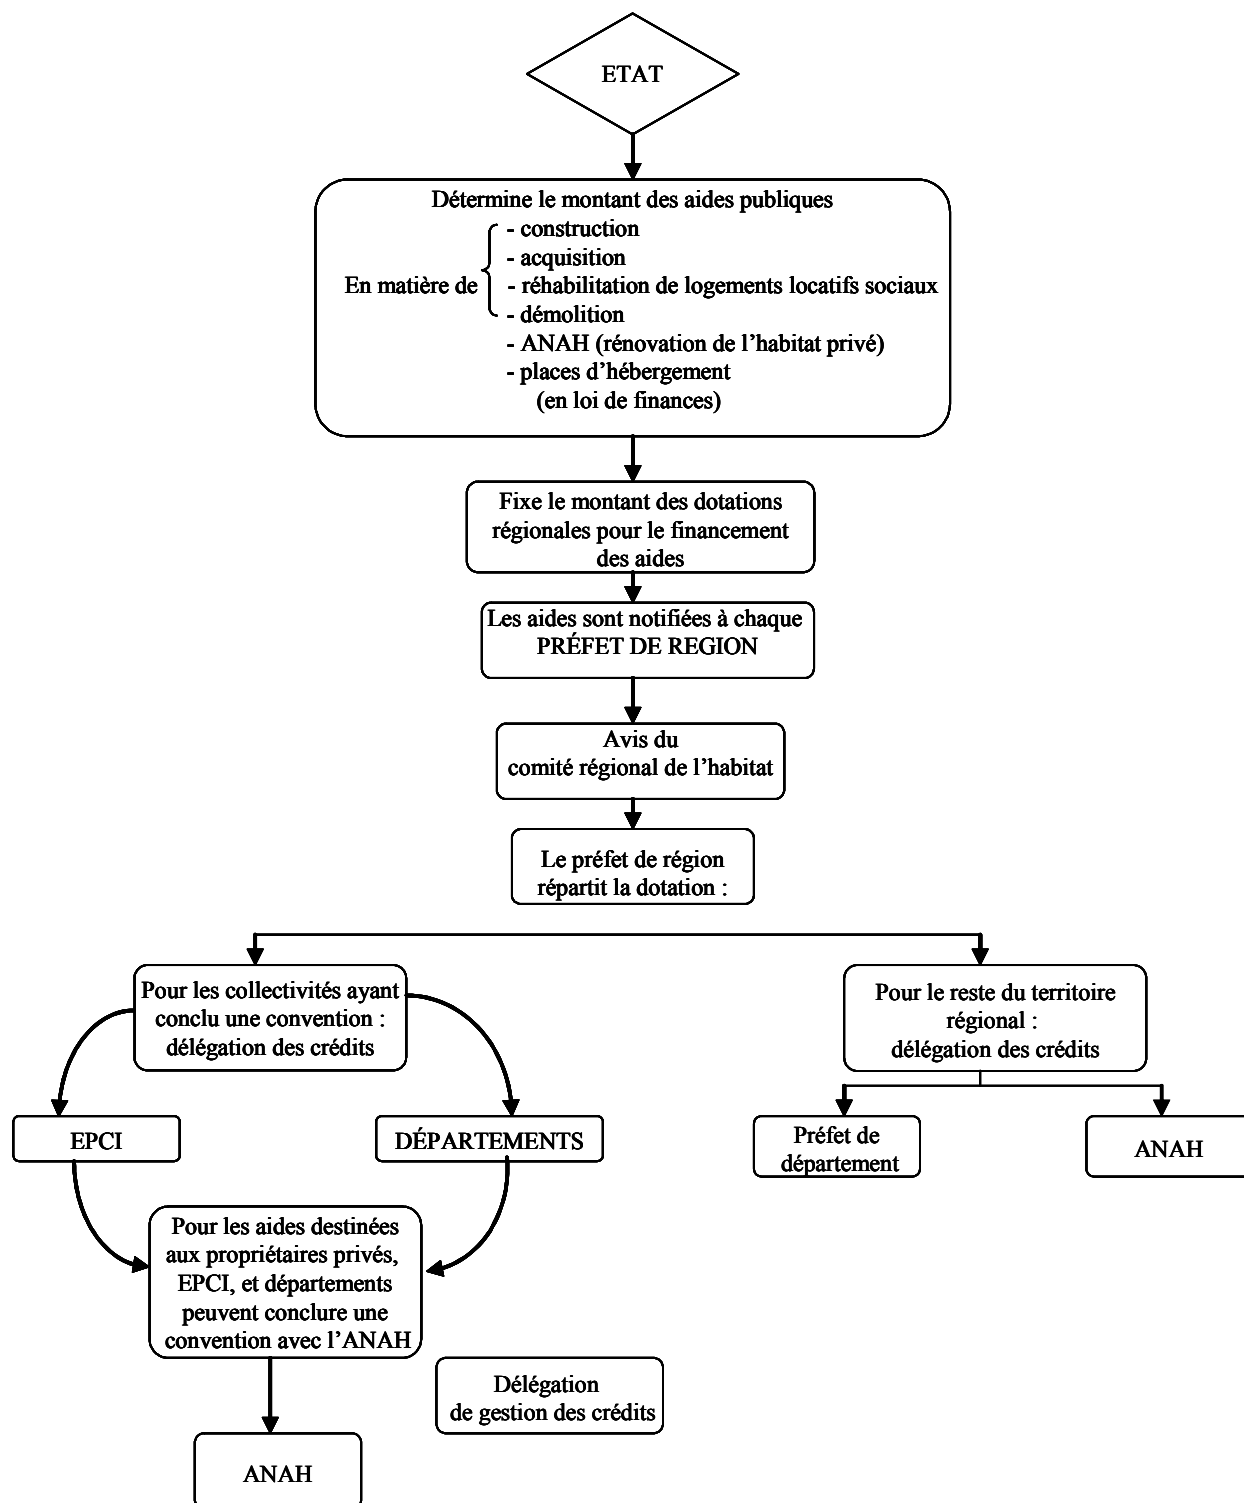 ETAT
Détermine le montant des aides publiques
- construction
- acquisition
En matière de - réhabilitation de logements locatifs sociaux
- démolition
- ANAH (rénovation de l'habitat privé)
- places d'hébergement
(en loi de finances)
Fixe le montant des dotations
régionales pour le financement
des aides
Les aides sont notifiées à chaque
PRÉFET DE REGION
Avis du
comité régional de l'habitat
Le préfet de région
répartit la dotation :
Pour les collectivités ayant
conclu une convention :
délégation des crédits
Pour le reste du territoire
régional :
délégation des crédits
EPCI
DÉPARTEMENTS
Préfet de
département
ANAH
Pour les aides destinées
aux propriétaires privés,
EPCI, et départements
peuvent conclure une
convention avec l'ANAH
Délégation
de gestion des crédits
ANAH